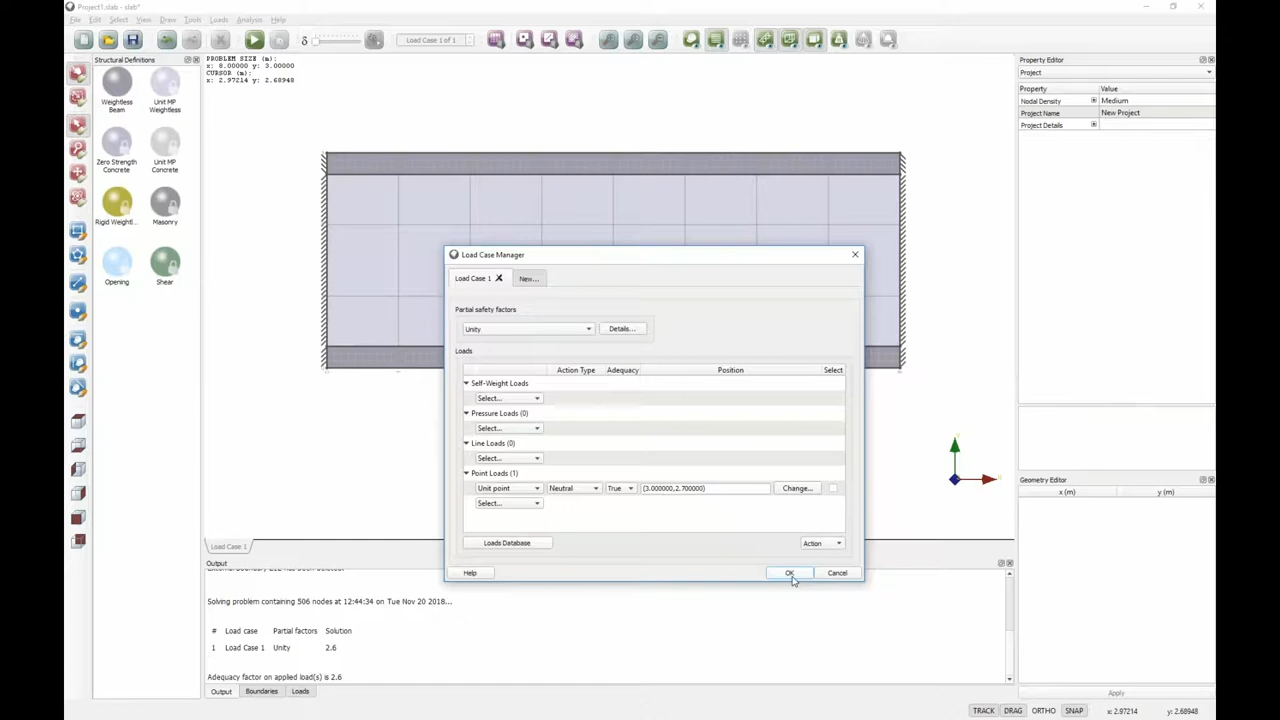 Project1.slab - slab*
File Edit Select View Draw Tools Loads Analysis Help
δ
Load Case 1 of 1
Structural Definitions
Weightless Beam
Unit MP Weightless
Zero Strength Concrete
Unit MP Concrete
Rigid Weightl...
Masonry
Opening
Shear
PROBLEM SIZE (m):
x: 8.00000 y: 3.00000
CURSOR (m):
x: 2.97214 y: 2.68948
Load Case Manager
Load Case 1
New...
Partial safety factors
Unity
Details...
Loads
Action Type Adequacy Position Select
Self-Weight Loads
Select...
Pressure Loads (0)
Select...
Line Loads (0)
Select...
Point Loads (1)
Unit point Neutral True (3.000000,2.700000) Change...
Select...
Loads Database
Action
Help
OK
Cancel
Load Case 1
Output
Solving problem containing 506 nodes at 12:44:34 on Tue Nov 20 2018...
# Load case Partial factors Solution
1 Load Case 1 Unity 2.6
Adequacy factor on applied load(s) is 2.6
Output Boundaries Loads
Property Editor
Project
Property Value
Nodal Density Medium
Project Name New Project
Project Details
Geometry Editor
x (m) y (m)
Apply
TRACK DRAG ORTHO SNAP x: 2.97214 y: 2.68948